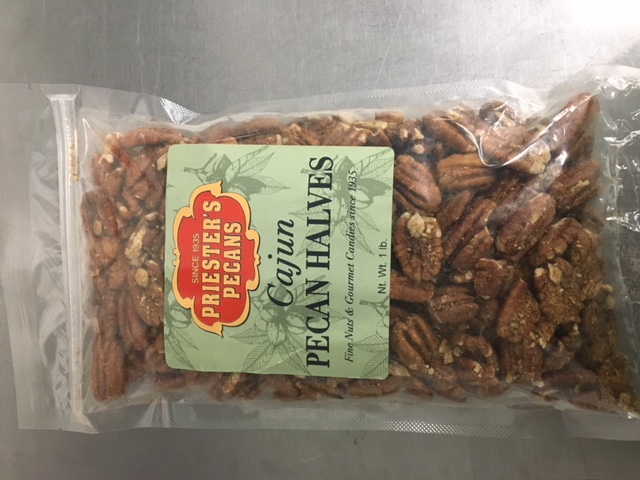 SINCE 1935
PRIESTER'S
PECANS
Cajun
PECAN HALVES
Fine Nuts & Gourmet Candies since 1935
Nt. Wt. 1 lb.